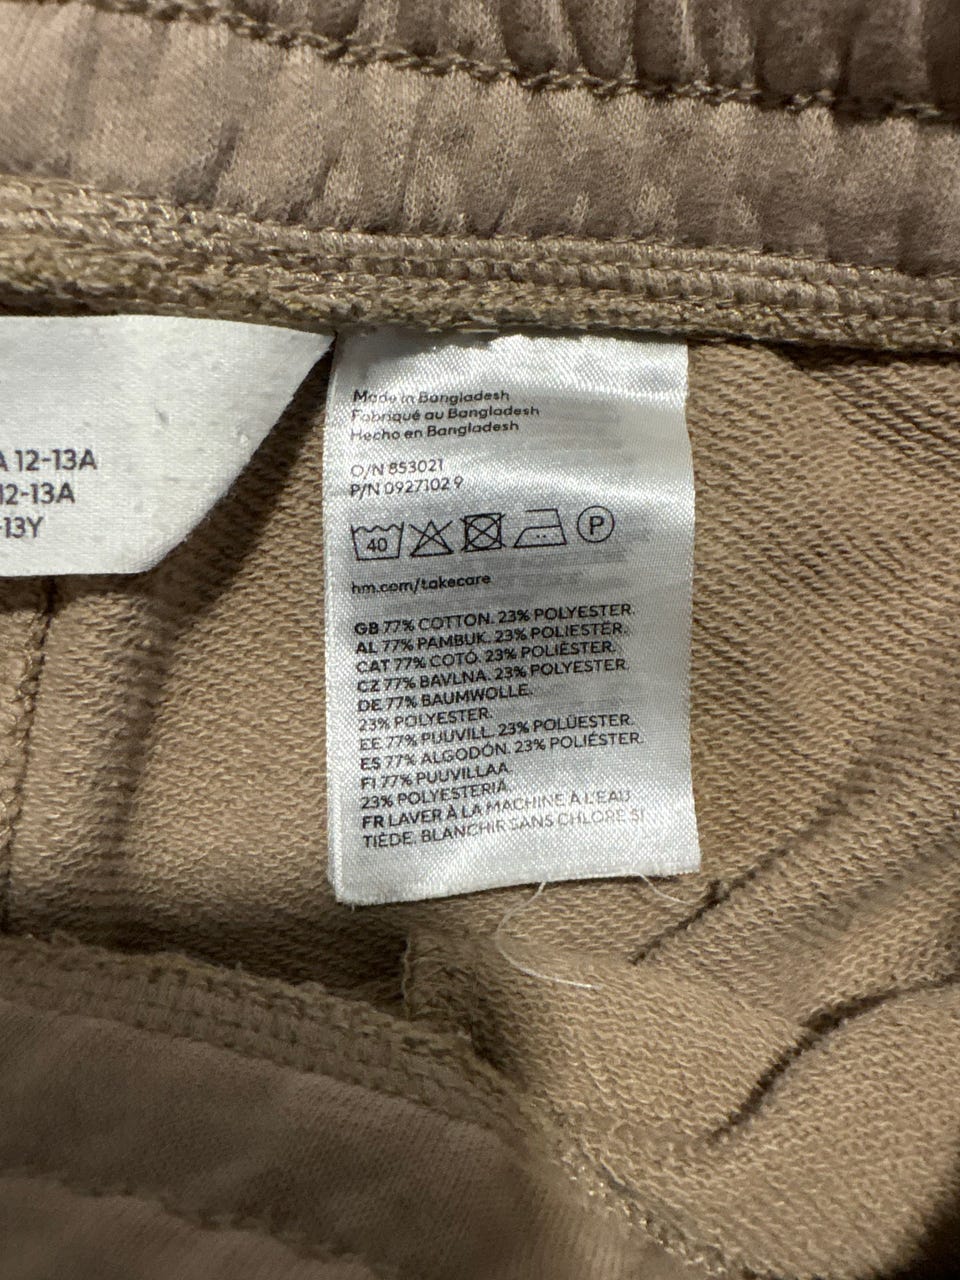 A 12-13A
12-13A
-13Y
Made in Bangladesh
Fabriqué au Bangladesh
Hecho en Bangladesh
O/N 853021
P/N 0927102 9
40
P
hm.com/takecare
GB 77% COTTON. 23% POLYESTER.
AL 77% PAMBUK. 23% POLIESTER.
CAT 77% COTÓ. 23% POLIÈSTER.
CZ 77% BAVLNA. 23% POLYESTER.
DE 77% BAUMWOLLE.
23% POLYESTER.
EE 77% PUUVILL. 23% POLÜESTER.
ES 77% ALGODÓN. 23% POLIÉSTER.
FI 77% PUUVILLAA.
23% POLYESTERIÄ.
FR LAVER À LA MACHINE À L'EAU
TIÈDE. BLANCHIR SANS CHLORE SI